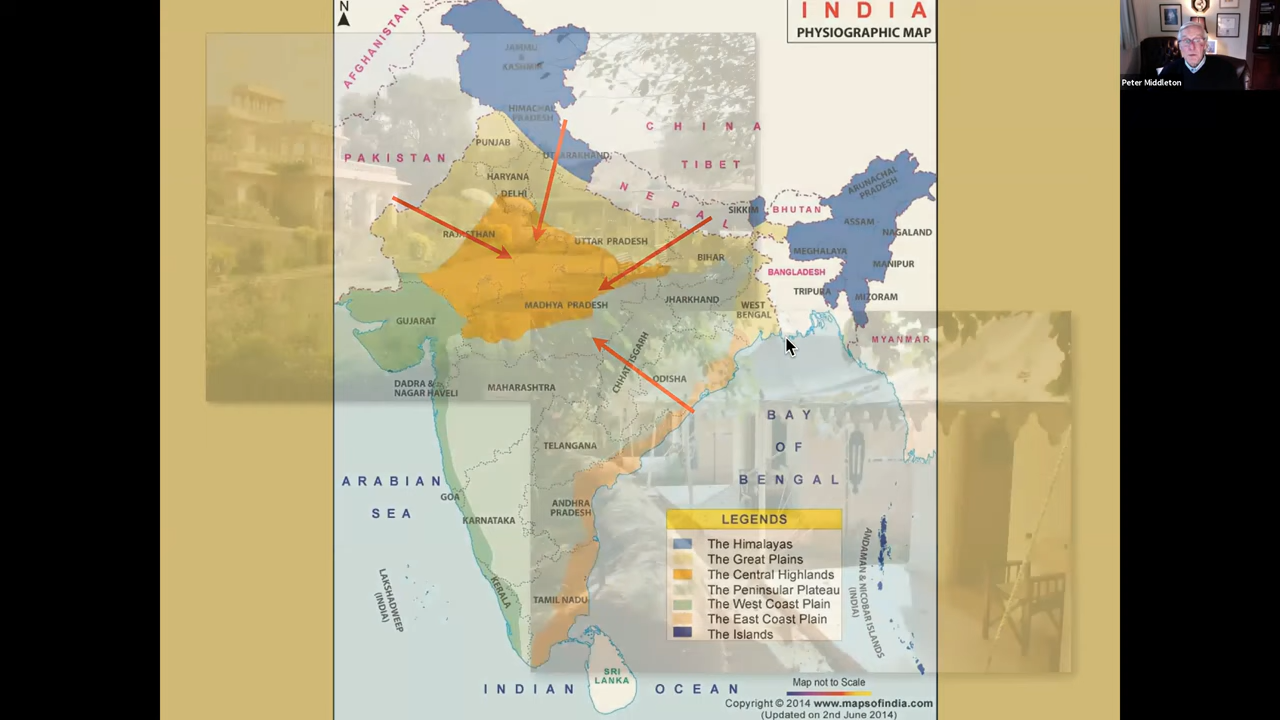 N
INDIA
PHYSIOGRAPHIC MAP
Peter Middleton
AFGHANISTAN
JAMMU
&
KASHMIR
HIMACHAL
PRADESH
CHINA
PUNJAB
PAKISTAN
UTTARAKHAND
TIBET
HARYANA
DELHI
NEPAL
SIKKIM
BHUTAN
ARUNACHAL
PRADESH
ASSAM
NAGALAND
RAJASTHAN
UTTAR PRADESH
BIHAR
MEGHALAYA
MANIPUR
BANGLADESH
TRIPURA
MIZORAM
MADHYA PRADESH
JHARKHAND
WEST
BENGAL
GUJARAT
MYANMAR
CHHATTISGARH
ODISHA
DADRA &
NAGAR HAVELI
MAHARASHTRA
BAY
OF
BENGAL
TELANGANA
ARABIAN
SEA
GOA
ANDHRA
PRADESH
KARNATAKA
LEGENDS
The Himalayas
The Great Plains
The Central Highlands
The Peninsular Plateau
The West Coast Plain
The East Coast Plain
The Islands
ANDAMAN & NICOBAR ISLANDS
(INDIA)
LAKSHADWEEP
(INDIA)
KERALA
TAMIL NADU
SRI
LANKA
INDIAN OCEAN
Map not to Scale
Copyright © 2014 www.mapsofindia.com
(Updated on 2nd June 2014)